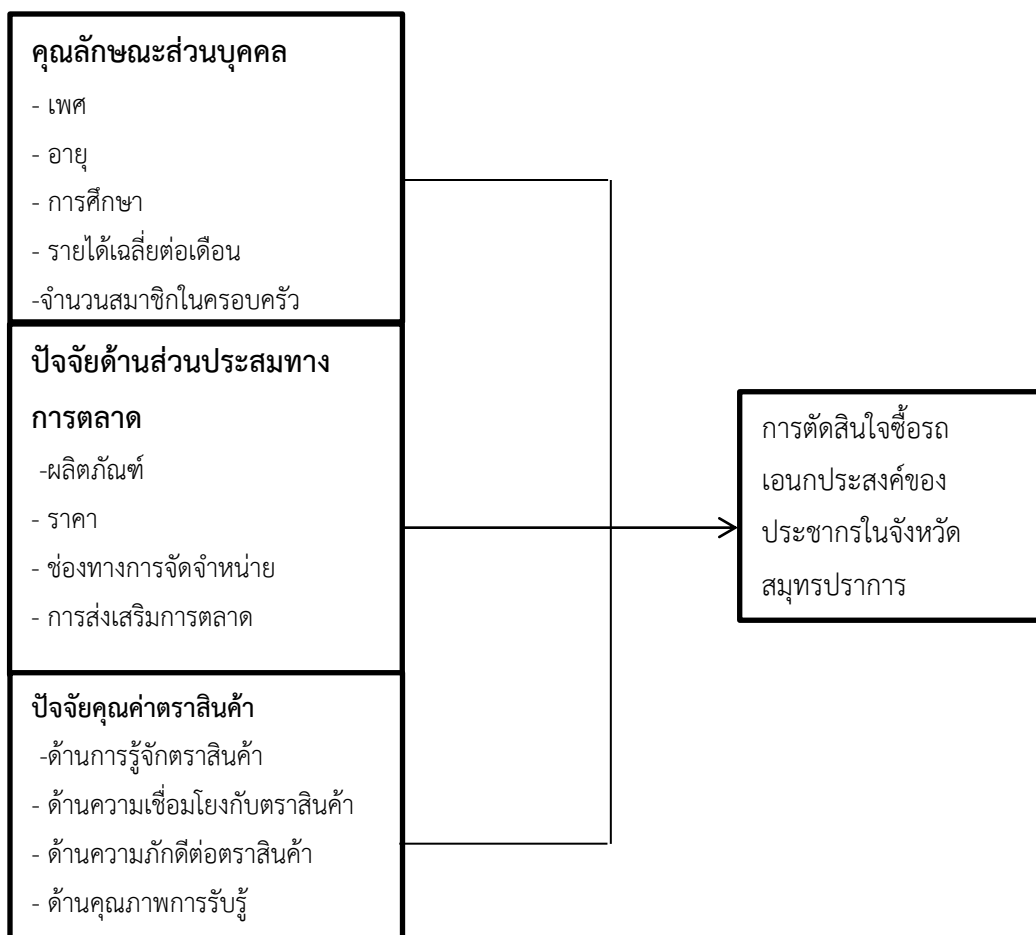 คุณลักษณะส่วนบุคคล
- เพศ
- อายุ
- การศึกษา
- รายได้เฉลี่ยต่อเดือน
-จำนวนสมาชิกในครอบครัว
ปัจจัยด้านส่วนประสมทาง
การตลาด
-ผลิตภัณฑ์
- ราคา
- ช่องทางการจัดจำหน่าย
- การส่งเสริมการตลาด
ปัจจัยคุณค่าตราสินค้า
-ด้านการรู้จักตราสินค้า
- ด้านความเชื่อมโยงกับตราสินค้า
- ด้านความภักดีต่อตราสินค้า
- ด้านคุณภาพการรับรู้
การตัดสินใจซื้อรถ
เอนกประสงค์ของ
ประชากรในจังหวัด
สมุทรปราการ